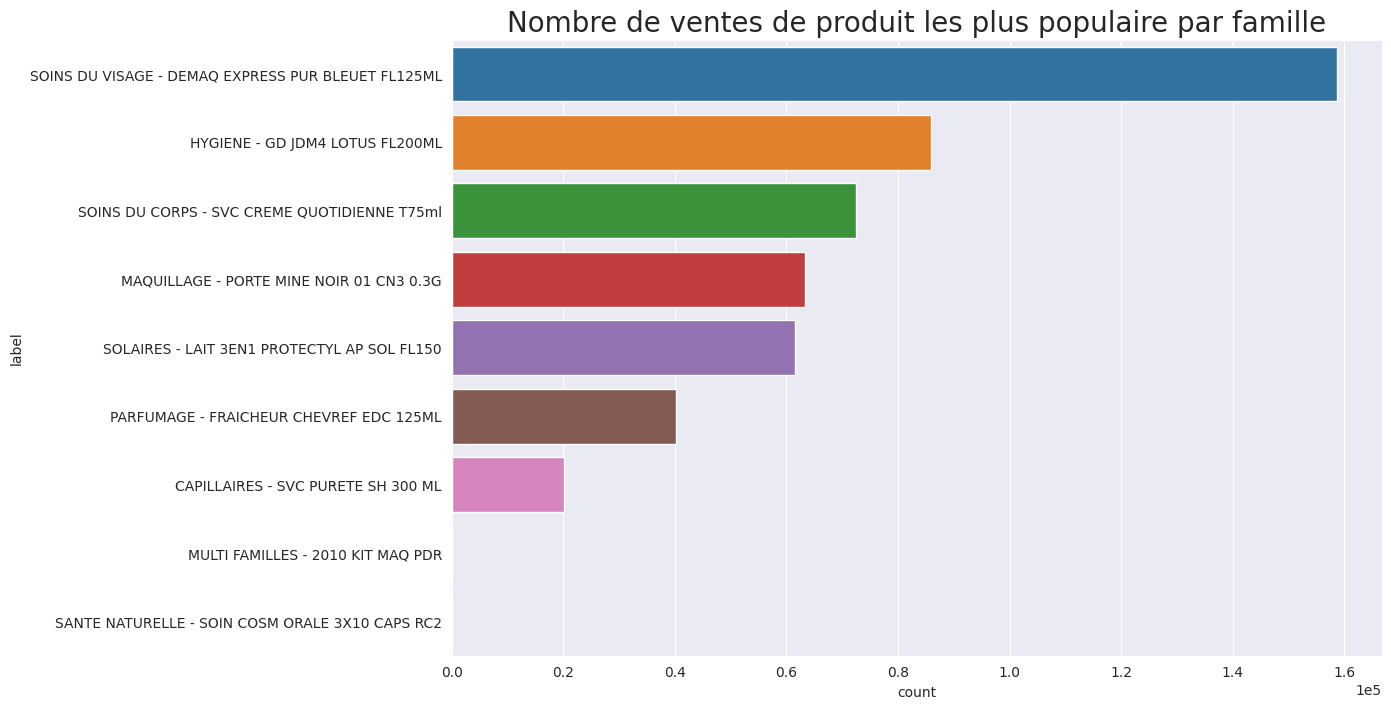 Nombre de ventes de produit les plus populaire par famille
SOINS DU VISAGE - DEMAQ EXPRESS PUR BLEUET FL125ML
HYGIENE - GD JDM4 LOTUS FL200ML
SOINS DU CORPS - SVC CREME QUOTIDIENNE T75ml
MAQUILLAGE - PORTE MINE NOIR 01 CN3 0.3G
SOLAIRES - LAIT 3EN1 PROTECTYL AP SOL FL150
PARFUMAGE - FRAICHEUR CHEVREF EDC 125ML
CAPILLAIRES - SVC PURETE SH 300 ML
MULTI FAMILLES - 2010 KIT MAQ PDR
SANTE NATURELLE - SOIN COSM ORALE 3X10 CAPS RC2
label
0.0 0.2 0.4 0.6 0.8 1.0 1.2 1.4 1.6
1e5
count